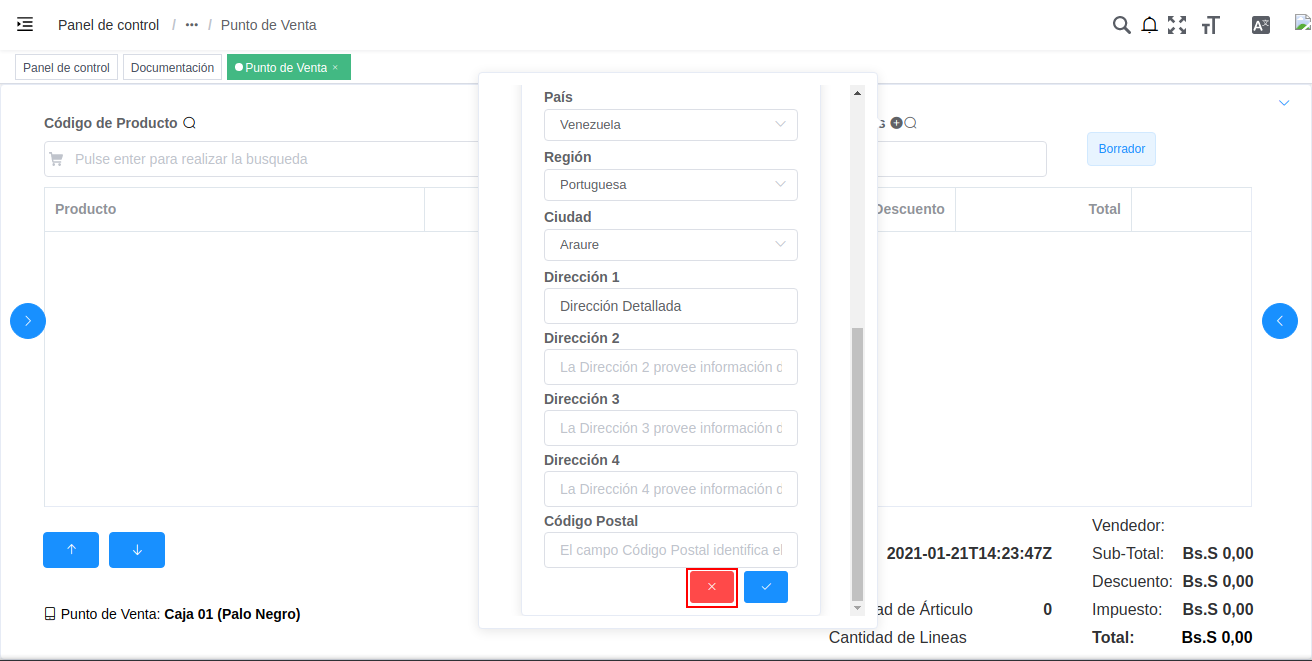 Panel de control / ••• / Punto de Venta
Panel de control
Documentación
Punto de Venta ×
Código de Producto
Pulse enter para realizar la busqueda
Borrador
Producto
Descuento
Total
País
Venezuela
Región
Portuguesa
Ciudad
Araure
Dirección 1
Dirección Detallada
Dirección 2
La Dirección 2 provee información d
Dirección 3
La Dirección 3 provee información d
Dirección 4
La Dirección 4 provee información d
Código Postal
El campo Código Postal identifica el
Punto de Venta: Caja 01 (Palo Negro)
2021-01-21T14:23:47Z
ad de Árticulo 0
Cantidad de Lineas
Vendedor:
Sub-Total: Bs.S 0,00
Descuento: Bs.S 0,00
Impuesto: Bs.S 0,00
Total: Bs.S 0,00